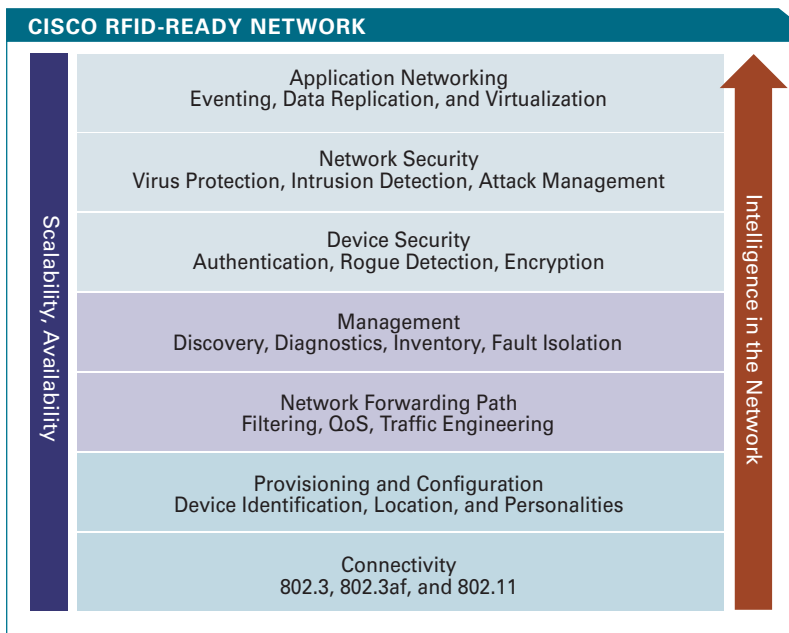 CISCO RFID-READY NETWORK
Scalability, Availability
Application Networking
Eventing, Data Replication, and Virtualization
Network Security
Virus Protection, Intrusion Detection, Attack Management
Device Security
Authentication, Rogue Detection, Encryption
Management
Discovery, Diagnostics, Inventory, Fault Isolation
Network Forwarding Path
Filtering, QoS, Traffic Engineering
Provisioning and Configuration
Device Identification, Location, and Personalities
Connectivity
802.3, 802.3af, and 802.11
Intelligence in the Network